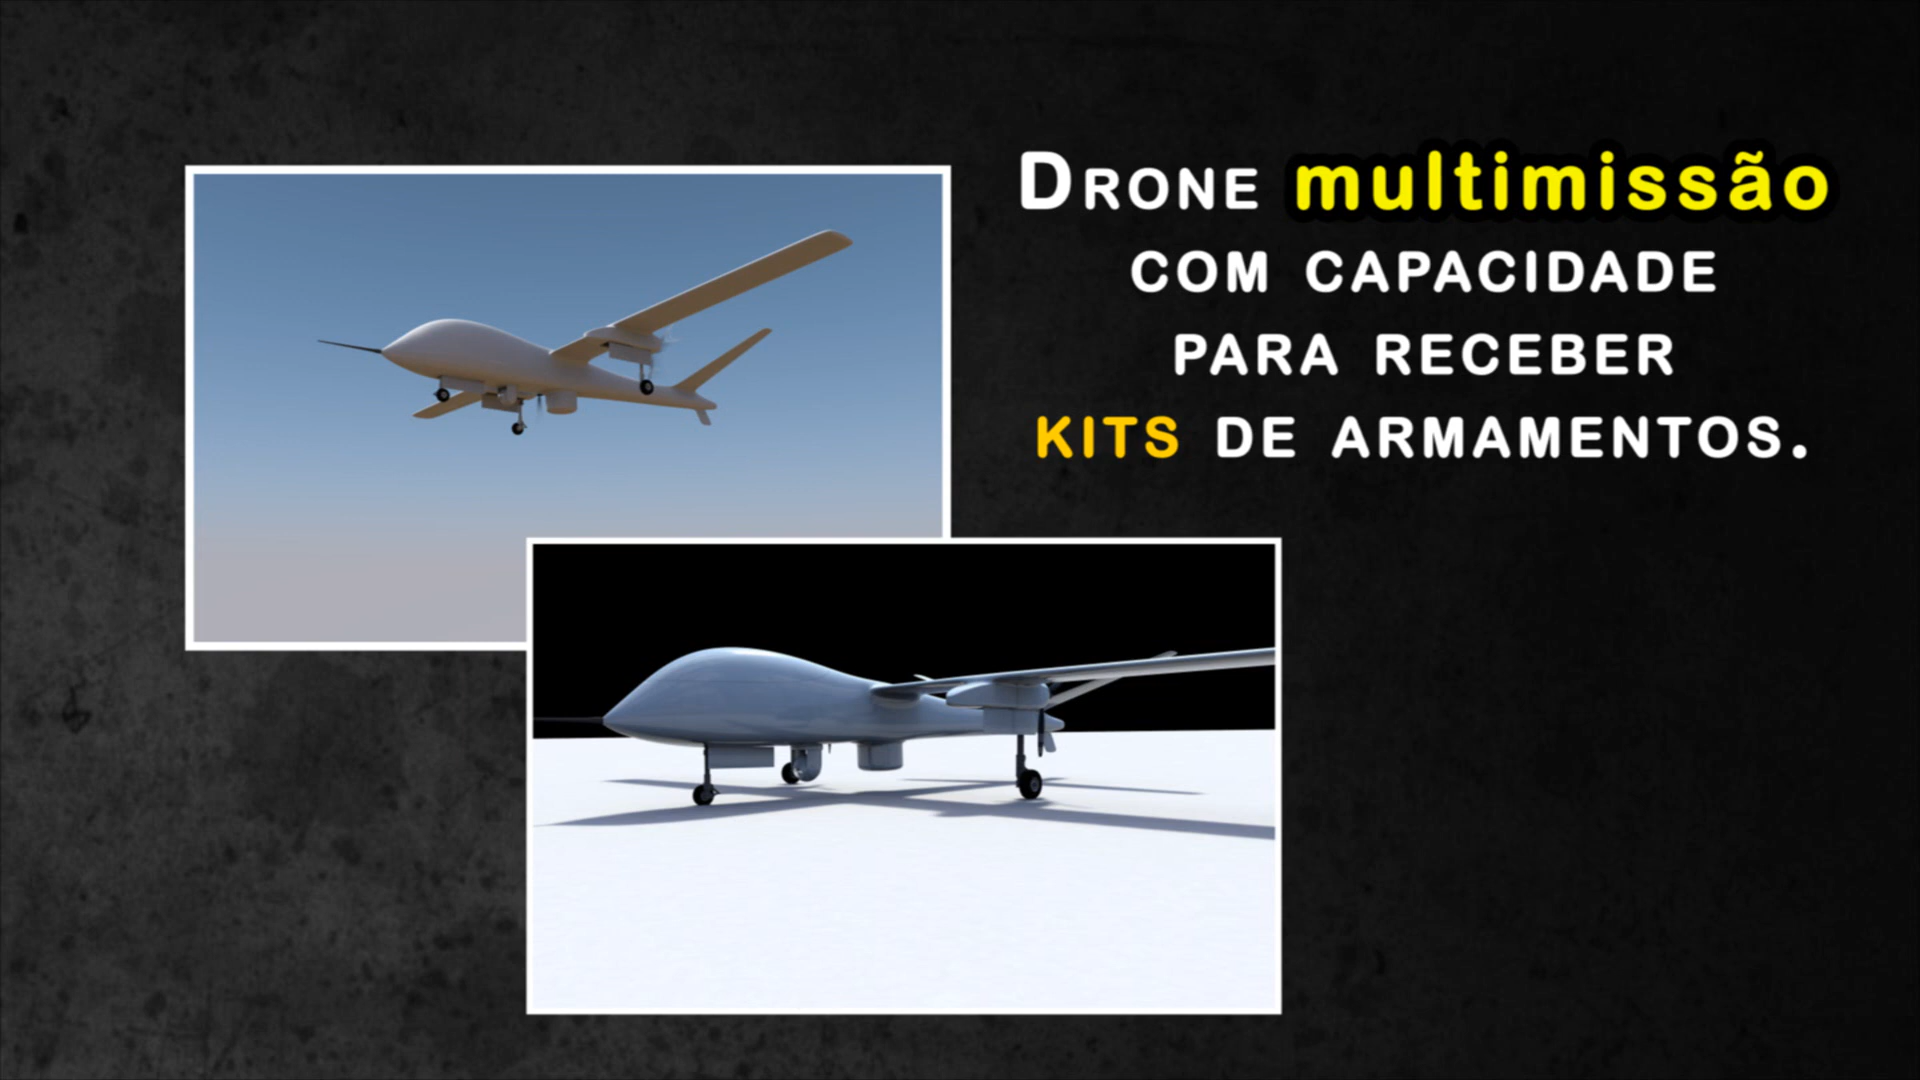 Drone multimissão
com capacidade
para receber
kits de armamentos.